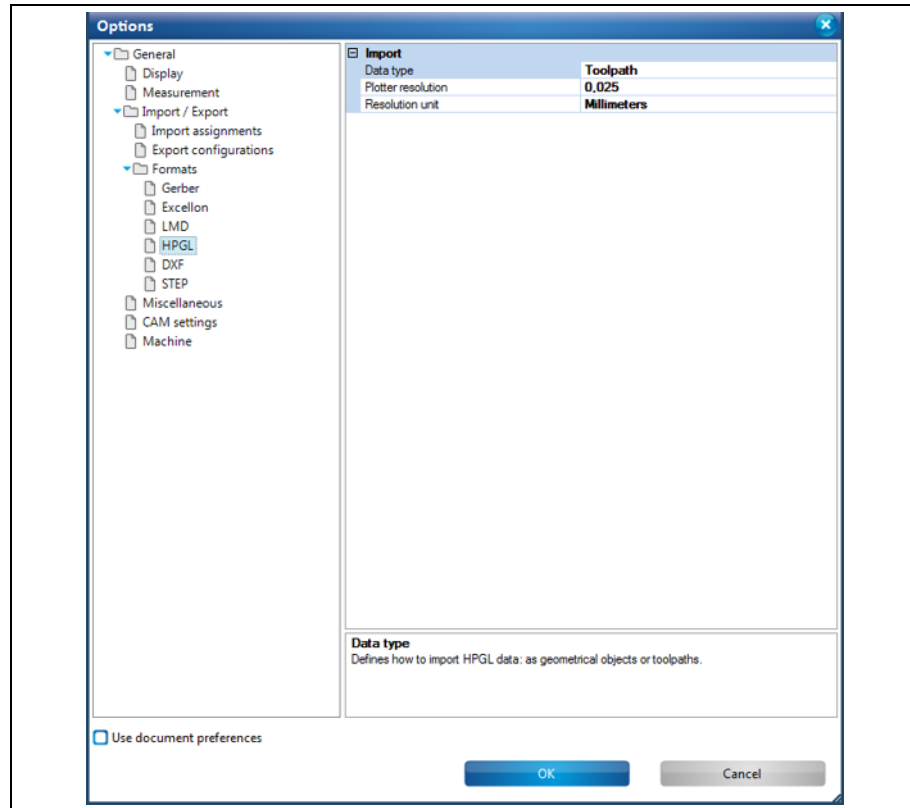 Options
General
Display
Measurement
Import / Export
Import assignments
Export configurations
Formats
Gerber
Excellon
LMD
HPGL
DXF
STEP
Miscellaneous
CAM settings
Machine
Import
Data type Toolpath
Plotter resolution 0,025
Resolution unit Millimeters
Data type
Defines how to import HPGL data: as geometrical objects or toolpaths.
Use document preferences
OK Cancel